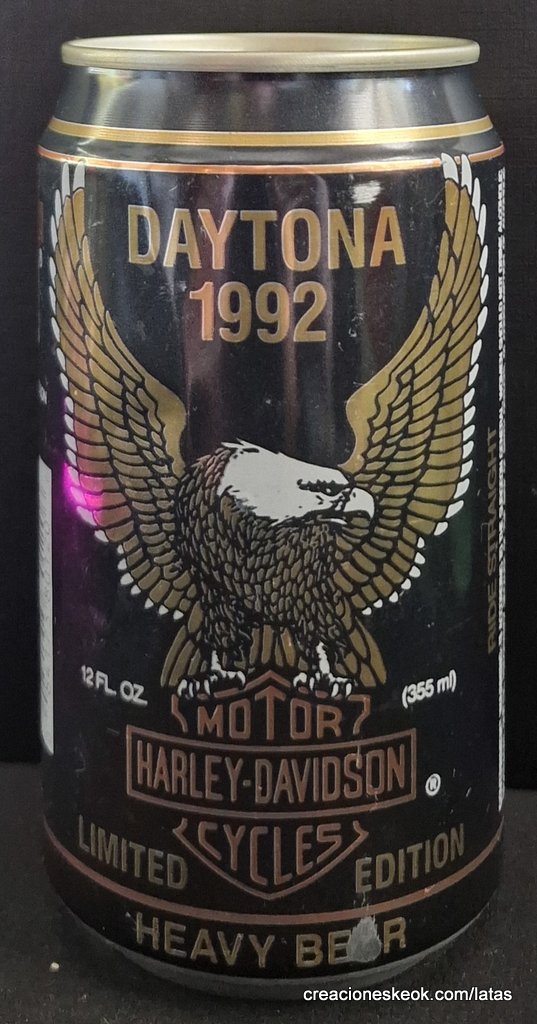 DAYTONA
1992
12 FL. OZ.
(355 ml)
MOTOR
HARLEY-DAVIDSON
®
CYCLES
LIMITED EDITION
HEAVY BEER
RIDE STRAIGHT
creacioneskeok.com/latas